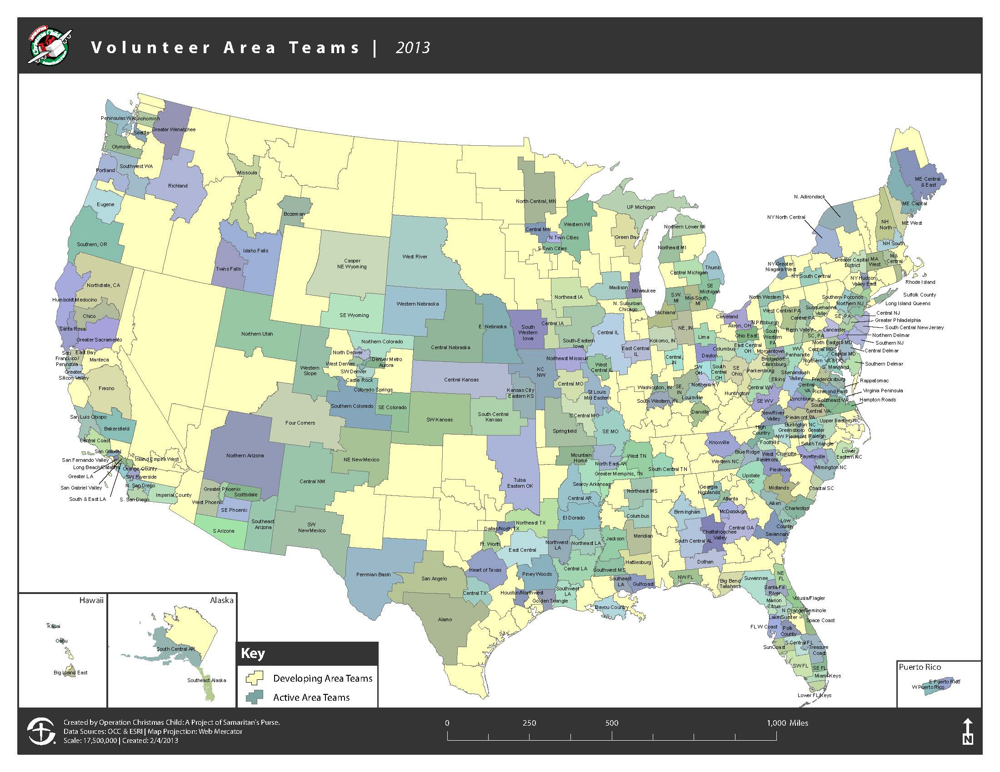 Volunteer Area Teams | 2013
Peninsulas WA
Snohomish
Seattle
Greater Wenatchee
Olympia
Southwest WA
Portland
Richland
Missoula
Eugene
Bozeman
Southern, OR
Idaho Falls
Twins Falls
Casper
NE Wyoming
West River
North Central, MN
Central MN
N Twin Cities
S Twin Cities
Western WI
UP Michigan
Green Bay
Northern Lower MI
Northeast MI
Central Michigan
Thumb
SE
Michigan
S.W.
MI
Mid-South,
MI
Michiana
Madison
Milwaukee
N. Suburban
Chicago
Northeast IA
Central IA
South
Western
Iowa
South-Eastern
Iowa
Northstate, CA
Humboldt/Medocino
Chico
Santa Rosa
Greater Sacramento
San
Francisco/
Peninsula
East Bay
Manteca
Greater
Silicon Valley
Fresno
San Luis Obispo
Bakersfield
Central Coast
San Gabriel
San Fernando Valley
Inland Empire West
Long Beach/Catalina
Orange County
Greater LA
SW Riverside
San Gabriel Valley
N. San Diego
South & East LA
S. San Diego
Imperial County
Northern Utah
SE Wyoming
Western Nebraska
Central Nebraska
E. Nebraska
Northern Colorado
North Denver
West Denver
Denver Metro
Aurora
SW Denver
Castle Rock
Colorado Springs
Western
Slope
Southern Colorado
SE Colorado
Four Corners
Northern Arizona
Greater Phoenix
Scottsdale
West Phoenix
SE Phoenix
S Arizona
Southeast
Arizona
NE New Mexico
Central NM
SW
New Mexico
Central Kansas
SW Kansas
South Central
Kansas
Kansas City
Eastern KS
KC
NW
Northeast Missouri
Central MO
St Louis
Mid Eastern
S Central MO
Springfield
SE MO
Central IL
East Central
IL
West
Central IL
Kokomo, IN
NE, IN
Central,
IN
Washington, IN
SE,
IN
South Western, IN
Louisville
Northern KY
Danville
Lima
Dayton
Columbus
SW
OH
South
Central
OH
SE
Ohio
East Central
OH
Ohio East
Akron, OH
Cleveland
Tulsa
Eastern OK
Mountain
Home
North East AR
Searcy Arkansas
Central AR
El Dorado
West TN
Greater Memphis, TN
South Central TN
Knoxville
Northeast MS
Columbus
Jackson
Meridian
Hattiesburg
Southwest MS
Gulfcoast
Northwest
LA
Northeast LA
Central LA
Southwest
LA
Southeast
LA
Bayou Country
Northeast TX
Dallas/North TX
Ft. Worth
East Central
Heart of Texas
Piney Woods
Central TX
Houston/Northwest
Golden Triangle
Perrmian Basin
San Angelo
Alamo
Birmingham
South Central AL
Dothan
Chattahoochee
Valley
Georgia
Highlands
Atlanta
McDonough
Central GA
Savannah
Low
Country
Charleston
Aiken
Midlands
Coastal SC
Upstate
SC
Piedmont
West
Piedmont
Charlotte
Western NC
Blue Ridge
Foothills
High
Country
NW Piedmont
Burlington NC
Greensboro
Greater
Raleigh
South Triangle
Fayetteville
Wilmington NC
Lower
Eastern NC
Upper Eastern NC
NW FL
Big Bend
Tallahass
Suwannee
NE
FL
Santa Fe
River
Marion
Citrus
Volusia/Flagler
N Orange/Seminole
Lake/Sumter
Space Coast
FL W Coast
Polk
County
S Central FL
SunCoast
Treasure
Coast
SW FL
SE FL
Miami Keys
Lower FL/Keys
N. Adirondack
NY North Central
NY Greater
Niagara West
NY South Central
Greater Capital
District
NY Hudson
Valley East
ME Central
& East
ME Capital
ME West
NH
North
NH South
MA
West
MA
Central
Rhode Island
Suffolk County
Long Island Queens
North Western PA
West Central PA
Central PA
Susquehanna
Valley
Southern Poconos
Northern NJ
SE, PA
Lancaster
N Pittsburgh
South
Western
PA
Penn Valley
SC, PA
Central NJ
Greater Philadelphia
South Central New Jersey
Northern Delmar
Southern NJ
Central Delmar
Southern Delmar
North Eastern MD
Central MD
Capital MD
S. Maryland
Northern VA & DC
WV
Panhandle
Morgantown
Bridgeport
Clarksburg
Parkersburg
Elkins
Shenandoah
Valley
Huntington
Central WV
SE WV
Fredericksburg
Central
VA
Richmond East
Rappatomac
Virginia Peninsula
Hampton Roads
Lynchburg
Southeast VA
South
Central VA
New River
Valley
Piedmont VA
Hawaii
Kauai
Oahu
Big Island East
Alaska
South Central AK
Southeast Alaska
Key
Developing Area Teams
Active Area Teams
Puerto Rico
E Puerto Rico
W Puerto Rico
Created by Operation Christmas Child: A Project of Samaritan's Purse.
Data Sources: OCC & ESRI | Map Projection: Web Mercator
Scale: 17,500,000 | Created: 2/4/2013
0 250 500 1,000 Miles
N